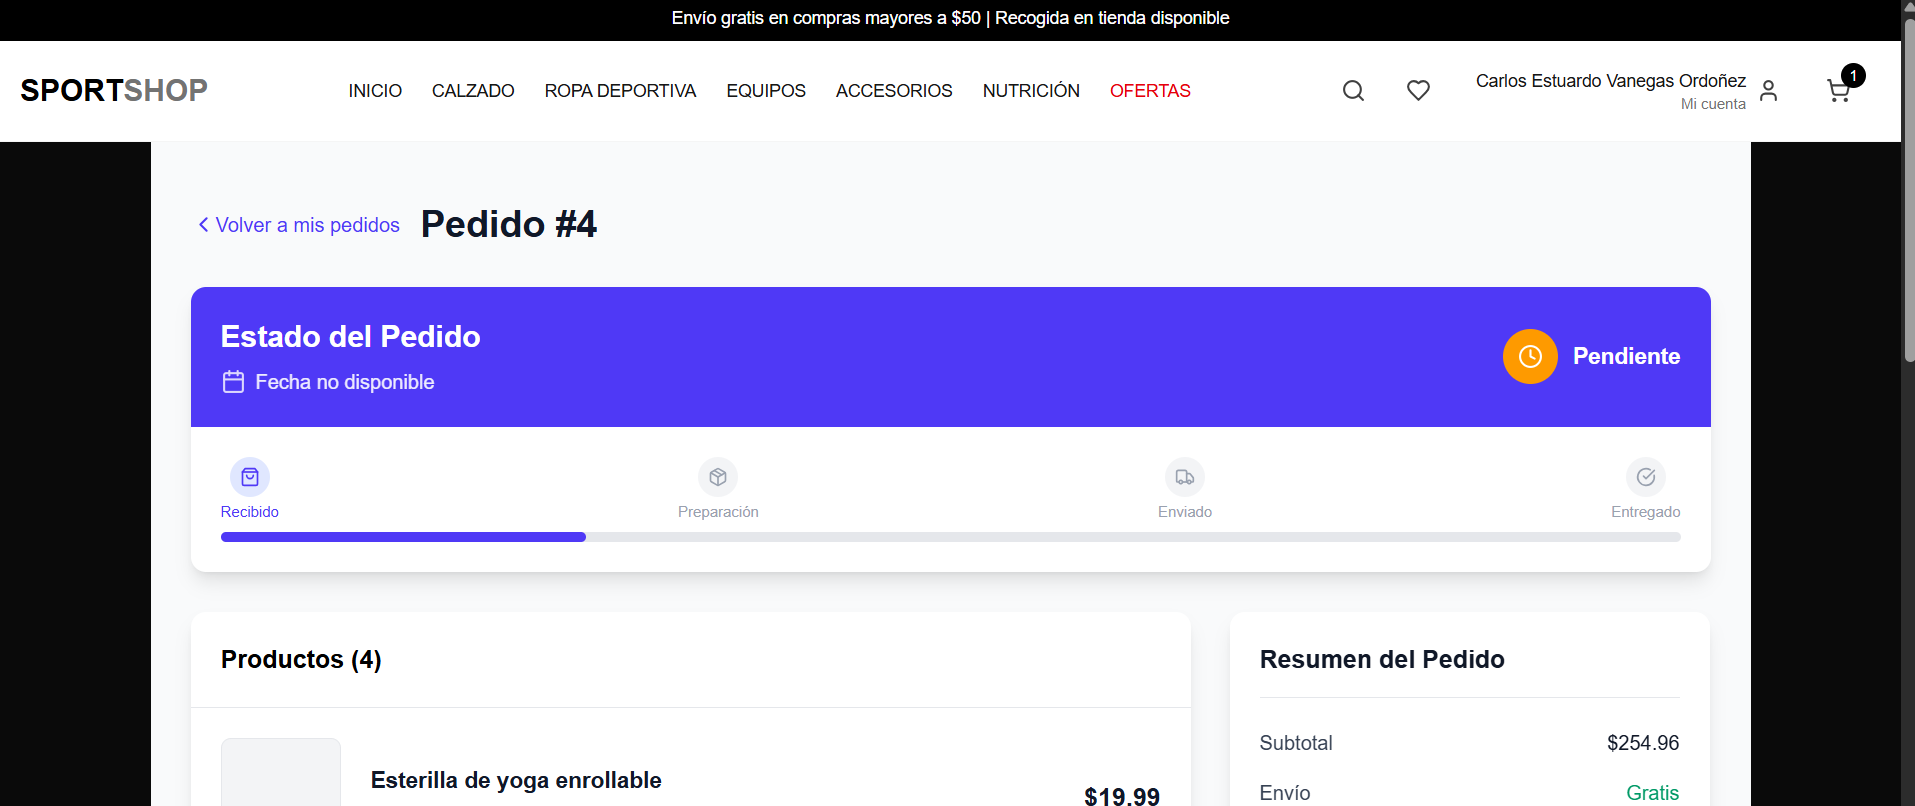 Envío gratis en compras mayores a $50 | Recogida en tienda disponible
SPORTSHOP
INICIO CALZADO ROPA DEPORTIVA EQUIPOS ACCESORIOS NUTRICIÓN OFERTAS
Carlos Estuardo Vanegas Ordoñez
Mi cuenta
1
Volver a mis pedidos
Pedido #4
Estado del Pedido
Fecha no disponible
Pendiente
Recibido
Preparación
Enviado
Entregado
Productos (4)
Esterilla de yoga enrollable
$19.99
Resumen del Pedido
Subtotal $254.96
Envío Gratis